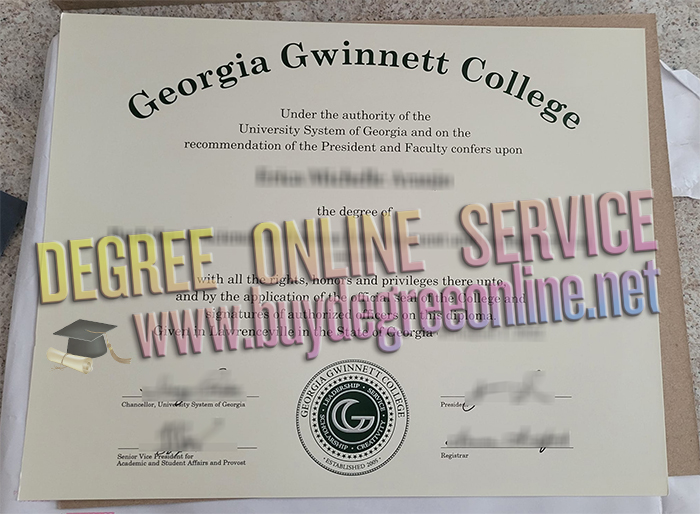 Georgia Gwinnett College
Under the authority of the
University System of Georgia and on the
recommendation of the President and Faculty confers upon
the degree of
DEGREE ONLINE SERVICE
with all the rights, honors and privileges there unto
and by the application of the official seal of the College and
www.buydegreeonline.net
signatures of authorized officers on this diploma.
Given in Lawrenceville in the State of Georgia
GEORGIA GWINNETT COLLEGE
LEADERSHIP · SERVICE
SCHOLARSHIP · CREATIVITY
G
· ESTABLISHED 2005 ·
Chancellor, University System of Georgia
President
Senior Vice President for
Academic and Student Affairs and Provost
Registrar